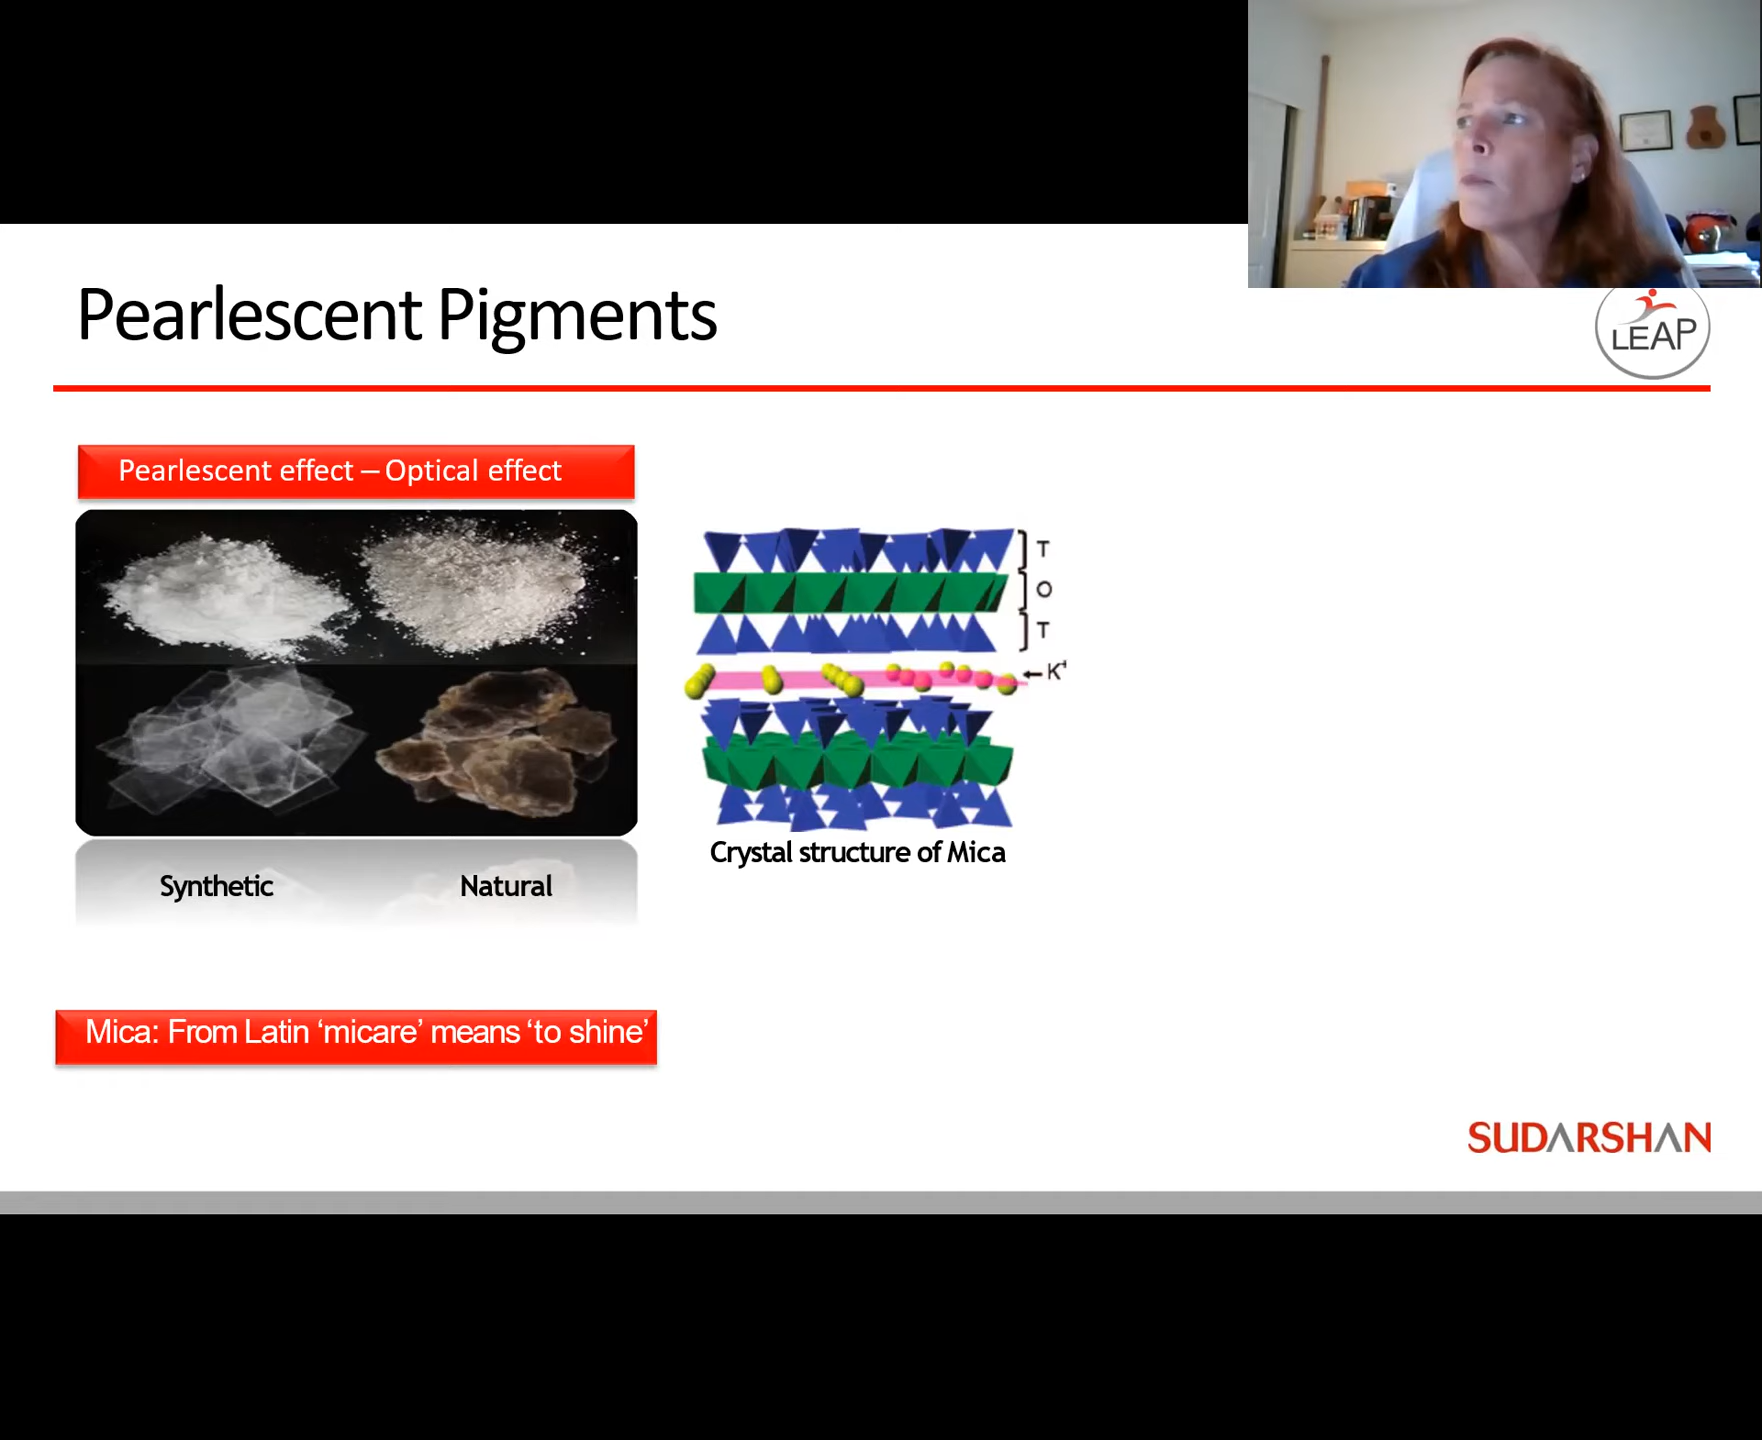 Pearlescent Pigments
LEAP
Pearlescent effect – Optical effect
T
O
T
K+
Crystal structure of Mica
Synthetic
Natural
Mica: From Latin ‘micare’ means ‘to shine’
SUDARSHAN